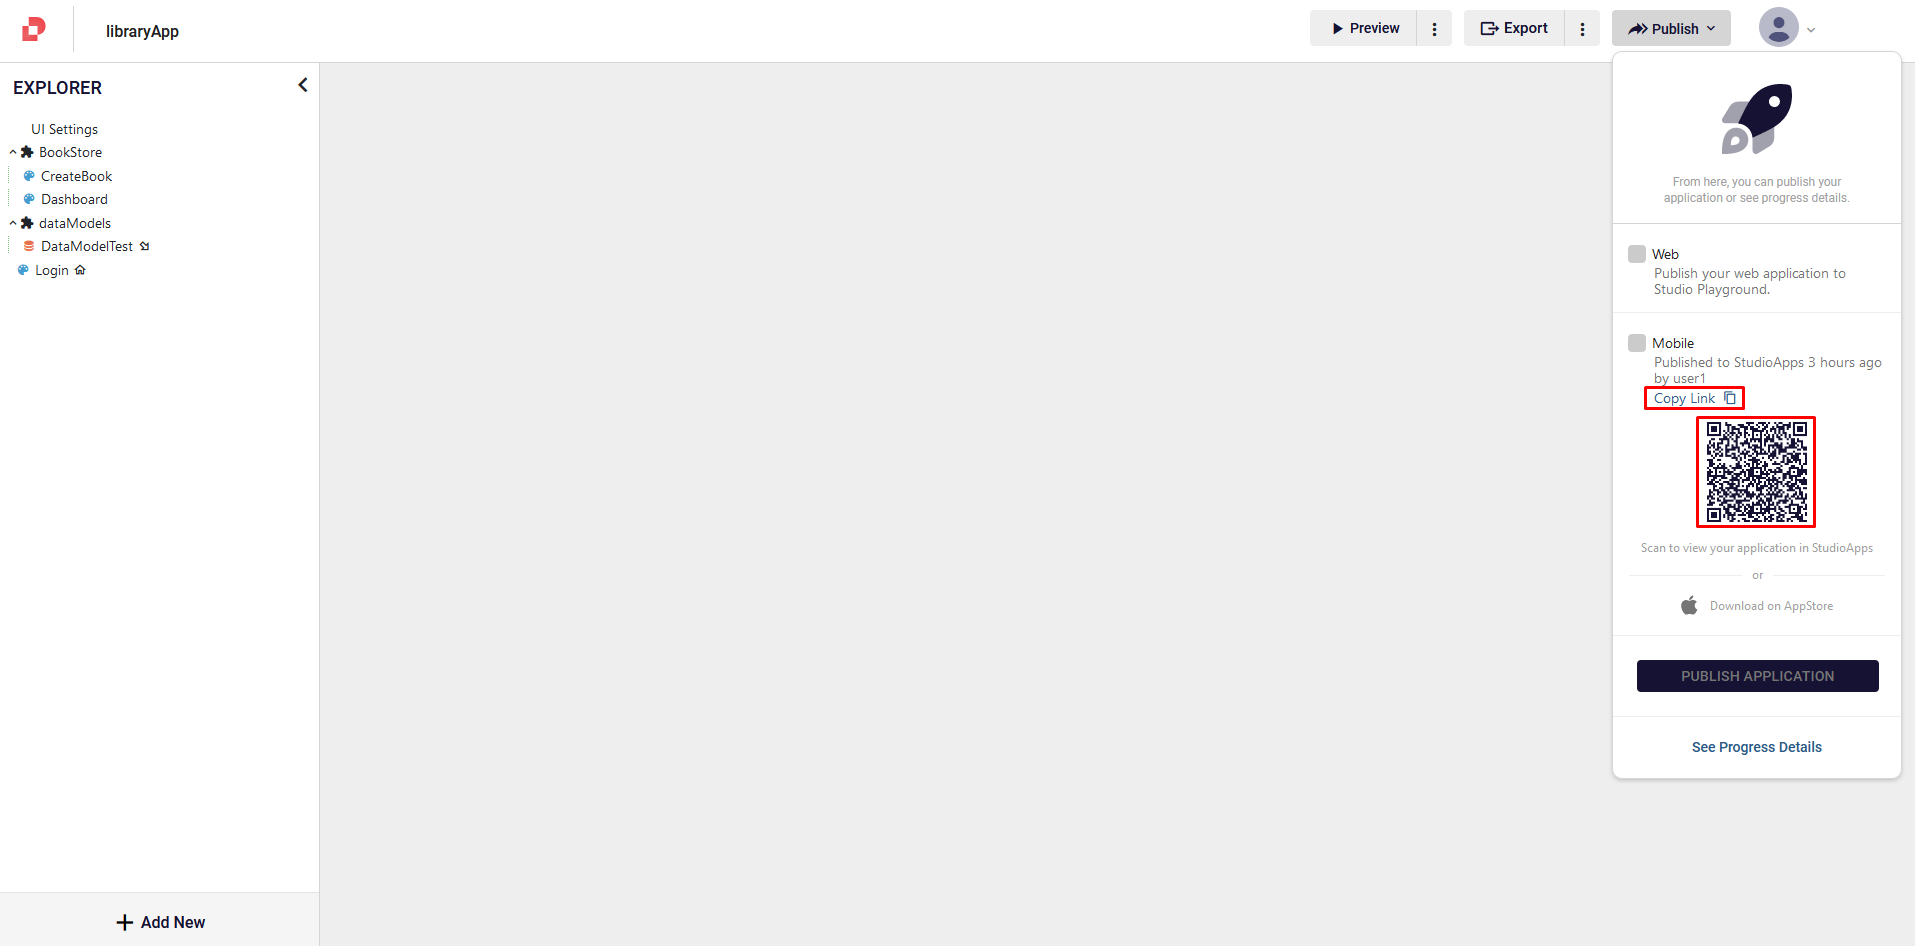 libraryApp
Preview
Export
Publish
EXPLORER
UI Settings
BookStore
CreateBook
Dashboard
dataModels
DataModelTest
Login
Add New
From here, you can publish your
application or see progress details.
Web
Publish your web application to
Studio Playground.
Mobile
Published to StudioApps 3 hours ago
by user1
Copy Link
Scan to view your application in StudioApps
or
Download on AppStore
PUBLISH APPLICATION
See Progress Details